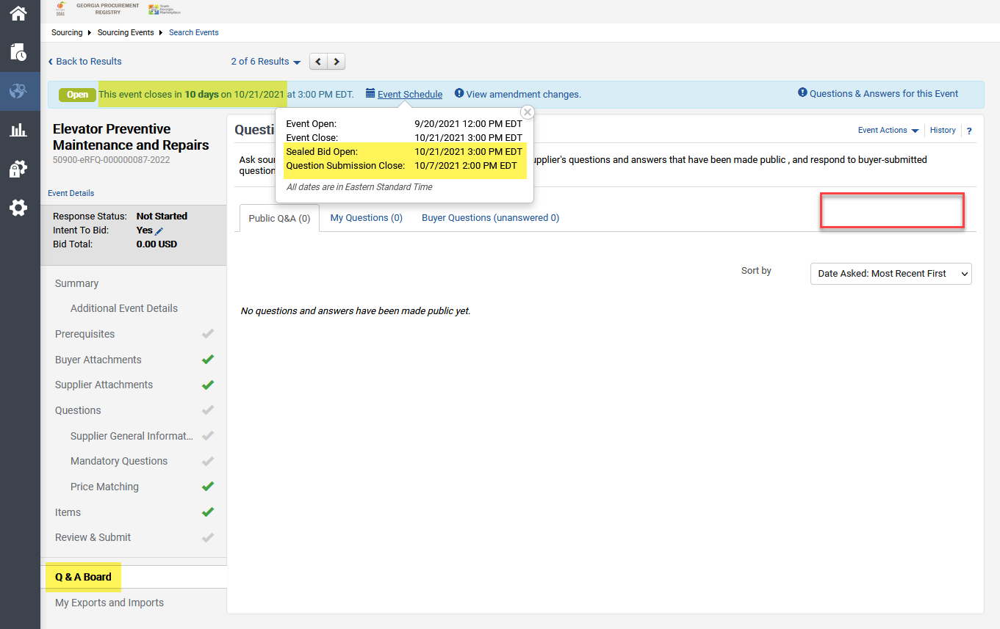 GEORGIA PROCUREMENT
REGISTRY
DOAS
Team
Georgia
Marketplace
Sourcing Sourcing Events Search Events
Back to Results
2 of 6 Results
Open This event closes in 10 days on 10/21/2021 at 3:00 PM EDT. Event Schedule View amendment changes. Questions & Answers for this Event
Elevator Preventive
Maintenance and Repairs
50900-eRFQ-000000087-2022
Event Details
Response Status: Not Started
Intent To Bid: Yes
Bid Total: 0.00 USD
Summary
Additional Event Details
Prerequisites
Buyer Attachments
Supplier Attachments
Questions
Supplier General Informat...
Mandatory Questions
Price Matching
Items
Review & Submit
Q & A Board
My Exports and Imports
Event Open: 9/20/2021 12:00 PM EDT
Event Close: 10/21/2021 3:00 PM EDT
Sealed Bid Open: 10/21/2021 3:00 PM EDT
Question Submission Close: 10/7/2021 2:00 PM EDT
All dates are in Eastern Standard Time
Questi
Event Actions History ?
Ask sour upplier's questions and answers that have been made public , and respond to buyer-submitted
question
Public Q&A (0) My Questions (0) Buyer Questions (unanswered 0)
Sort by Date Asked: Most Recent First
No questions and answers have been made public yet.